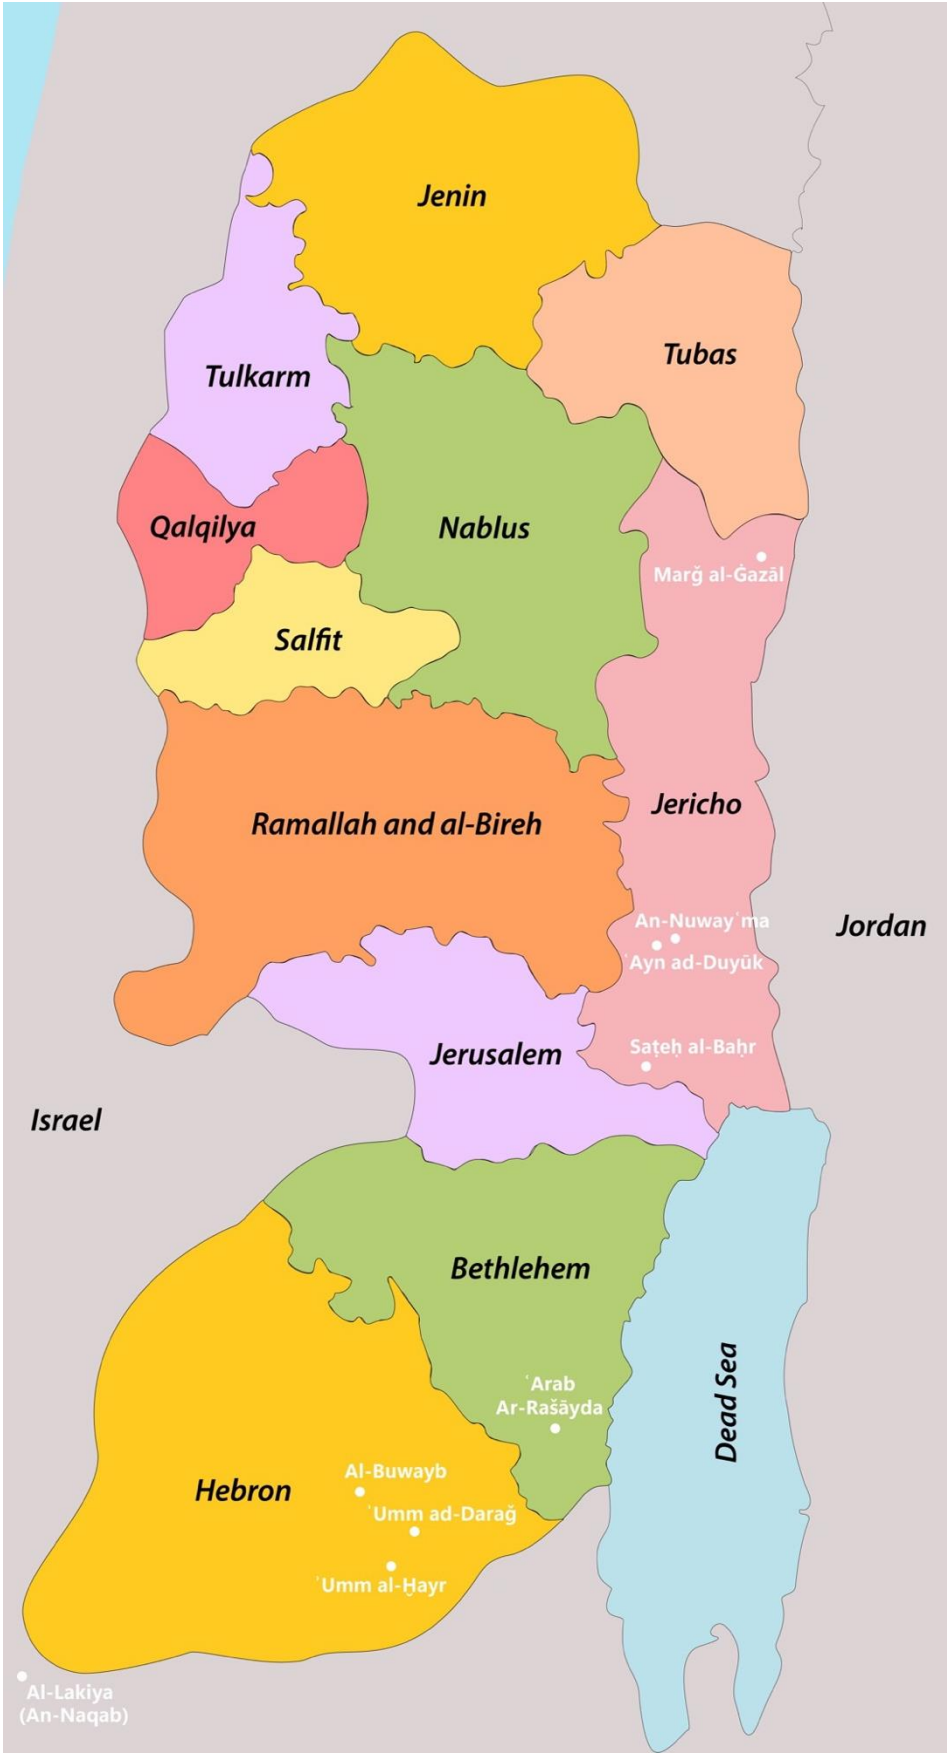 Jenin
Tubas
Tulkarm
Qalqilya
Nablus
Marğ al-Ġazāl
Salfit
Jericho
Ramallah and al-Bireh
An-Nuwayʿma
ʿAyn ad-Duyūk
Jordan
Saṭeḥ al-Baḥr
Jerusalem
Israel
Bethlehem
ʿArab
Ar-Rašāyda
Dead Sea
Al-Buwayb
Hebron
ʿUmm ad-Darağ
ʿUmm al-Ḫayr
Al-Lakiya
(An-Naqab)